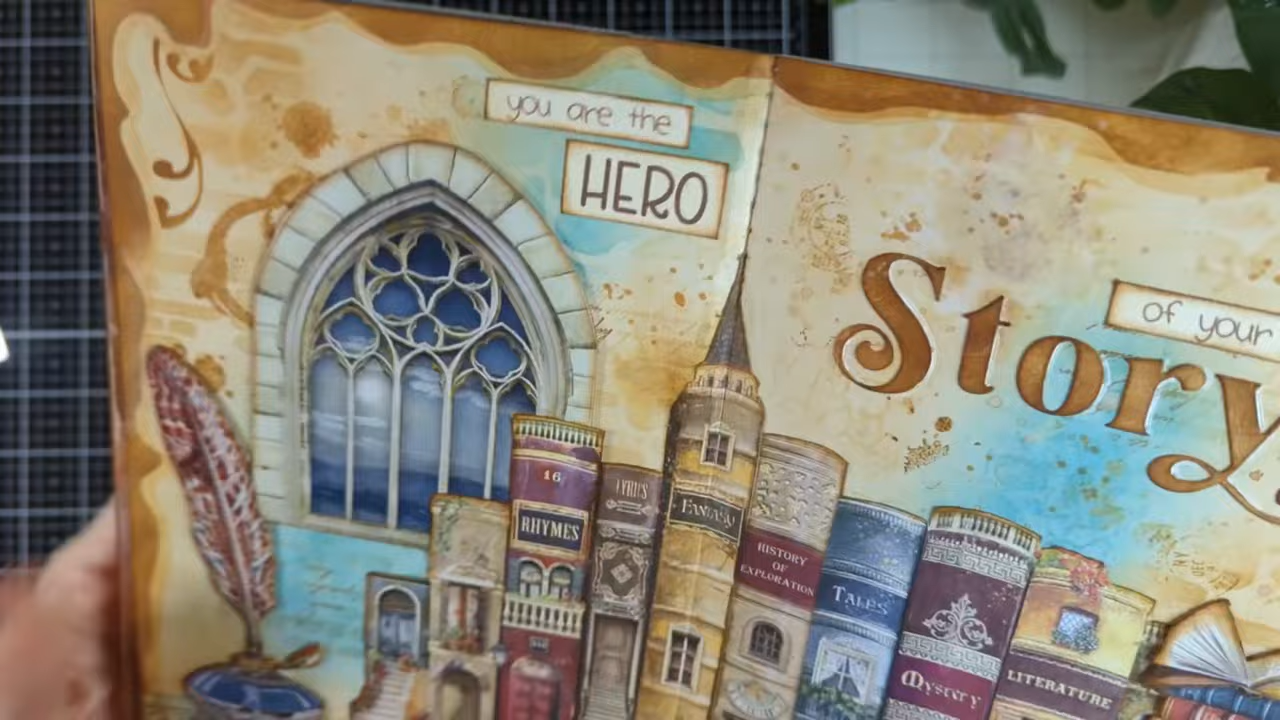 you are the
HERO
of your
Story
16
RHYMES
LYRICS
FANTASY
HISTORY
OF
EXPLORATION
TALES
Mystery
LITERATURE